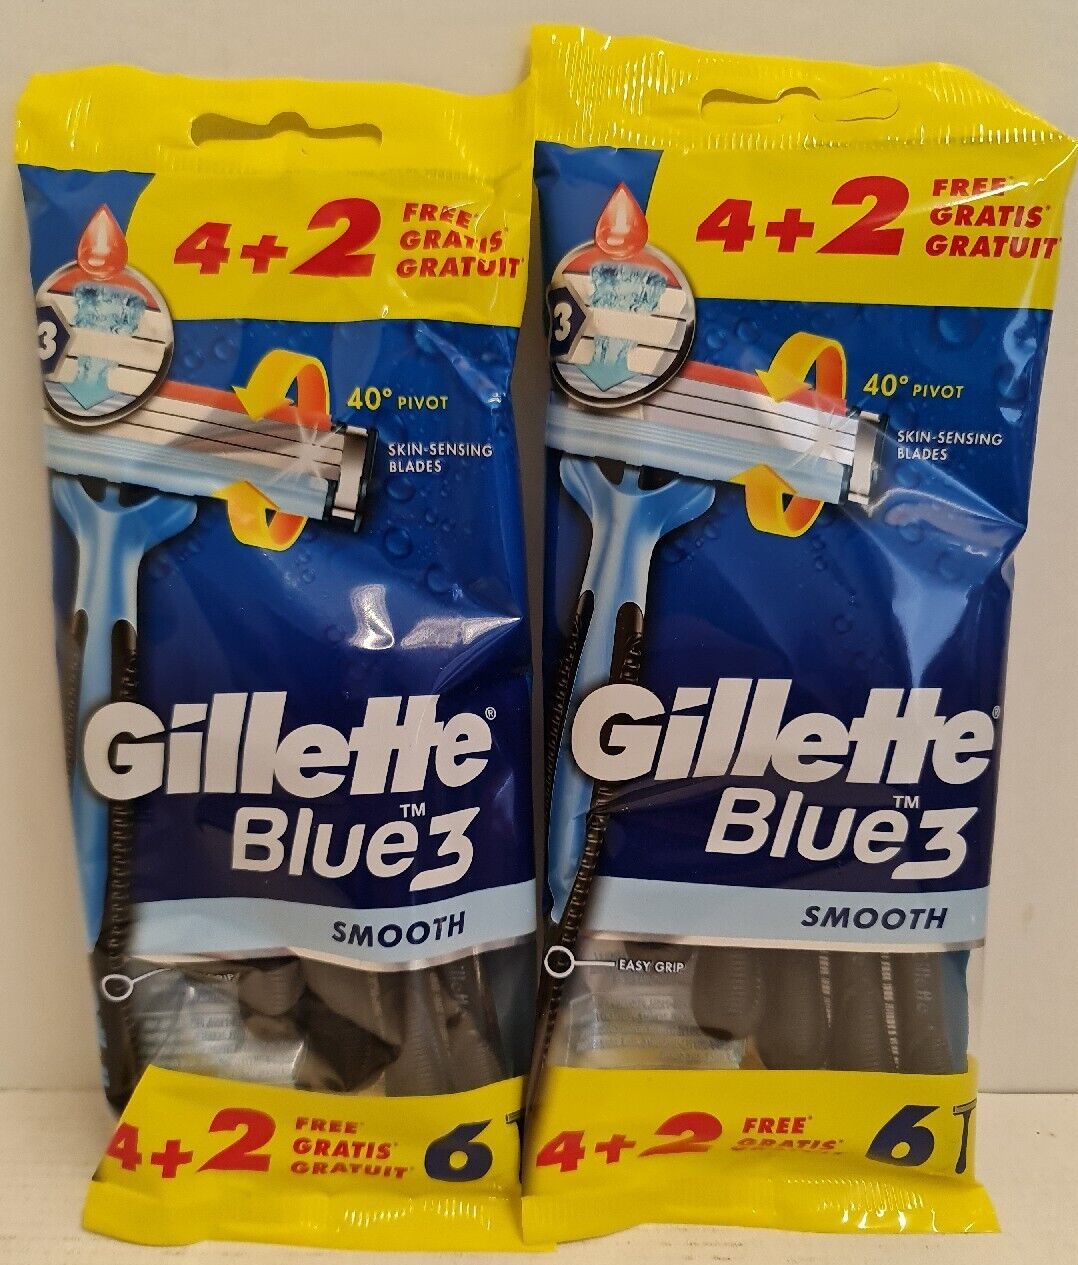 4+2 FREE*
GRATIS*
GRATUIT*
3
40° PIVOT
SKIN-SENSING
BLADES
Gillette®
Blue™3
SMOOTH
4+2 FREE*
GRATIS*
GRATUIT*
6
4+2 FREE*
GRATIS*
GRATUIT*
3
40° PIVOT
SKIN-SENSING
BLADES
Gillette®
Blue™3
SMOOTH
EASY GRIP
4+2 FREE*
GRATIS*
6